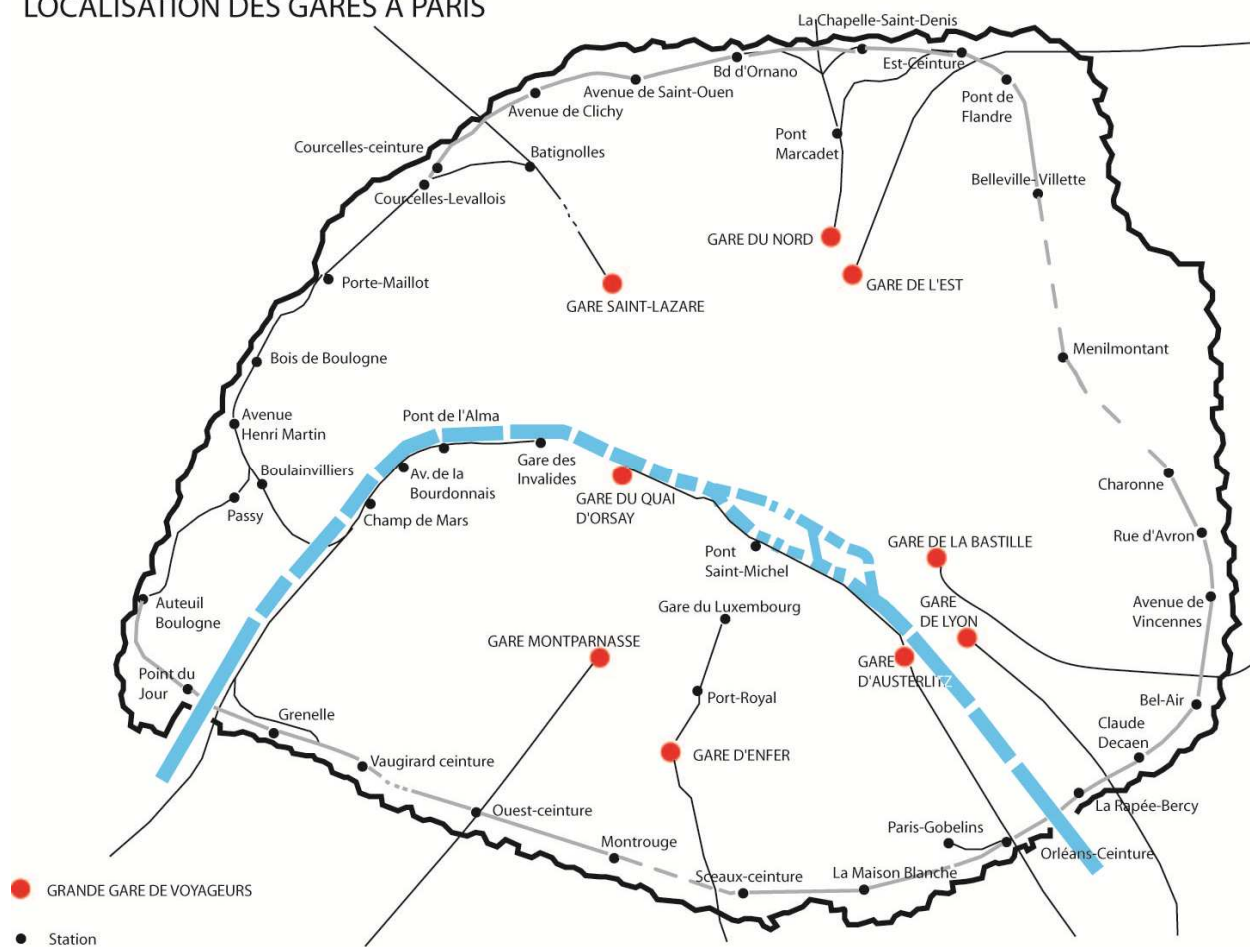 LOCALISATION DES GARES A PARIS
La Chapelle-Saint-Denis
Est-Ceinture
Bd d'Ornano
Avenue de Saint-Ouen
Avenue de Clichy
Pont de
Flandre
Pont
Marcadet
Courcelles-ceinture
Batignolles
Belleville-Villette
Courcelles-Levallois
GARE DU NORD
GARE DE L'EST
Porte-Maillot
GARE SAINT-LAZARE
Menilmontant
Bois de Boulogne
Avenue
Henri Martin
Pont de l'Alma
Boulainvilliers
Av. de la
Bourdonnais
Gare des
Invalides
GARE DU QUAI
D'ORSAY
Charonne
Passy
Champ de Mars
Rue d'Avron
GARE DE LA BASTILLE
Pont
Saint-Michel
Auteuil
Boulogne
Gare du Luxembourg
GARE
DE LYON
Avenue de
Vincennes
GARE MONTPARNASSE
GARE
D'AUSTERLITZ
Point du
Jour
Port-Royal
Bel-Air
Grenelle
Claude
Decaen
GARE D'ENFER
Vaugirard ceinture
La Rapée-Bercy
Ouest-ceinture
Paris-Gobelins
Orléans-Ceinture
Montrouge
Sceaux-ceinture
La Maison Blanche
GRANDE GARE DE VOYAGEURS
Station